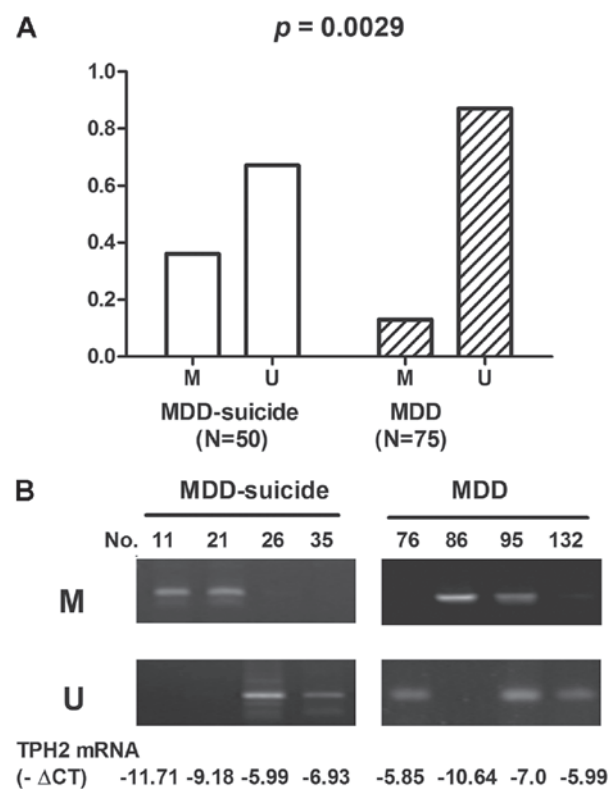 A
p = 0.0029
1.0
0.8
0.6
0.4
0.2
0.0
M U M U
MDD-suicide MDD
(N=50) (N=75)
B
MDD-suicide MDD
No. 11 21 26 35 76 86 95 132
M
U
TPH2 mRNA
(- ΔCT) -11.71 -9.18 -5.99 -6.93 -5.85 -10.64 -7.0 -5.99